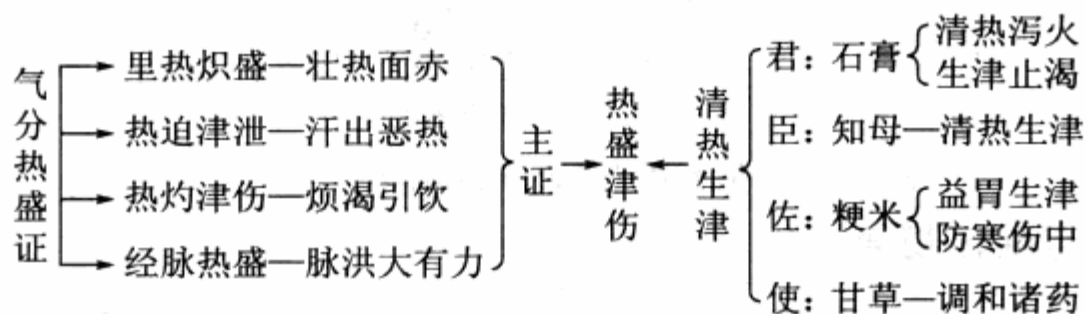 气分热盛证
里热炽盛—壮热面赤
热迫津泄—汗出恶热
热灼津伤—烦渴引饮
经脉热盛—脉洪大有力
主证
热盛津伤
清热生津
君：石膏
清热泻火
生津止渴
臣：知母—清热生津
佐：粳米
益胃生津
防寒伤中
使：甘草—调和诸药